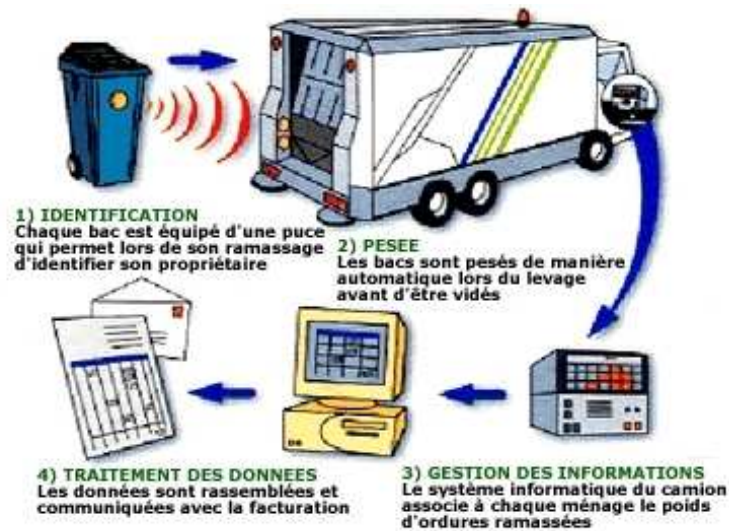 1) IDENTIFICATION
Chaque bac est équipé d'une puce
qui permet lors de son ramassage
d'identifier son propriétaire
2) PESEE
Les bacs sont pesés de manière
automatique lors du levage
avant d'être vidés
3) GESTION DES INFORMATIONS
Le système informatique du camion
associe à chaque ménage le poids
d'ordures ramassées
4) TRAITEMENT DES DONNEES
Les données sont rassemblées et
communiquées avec la facturation